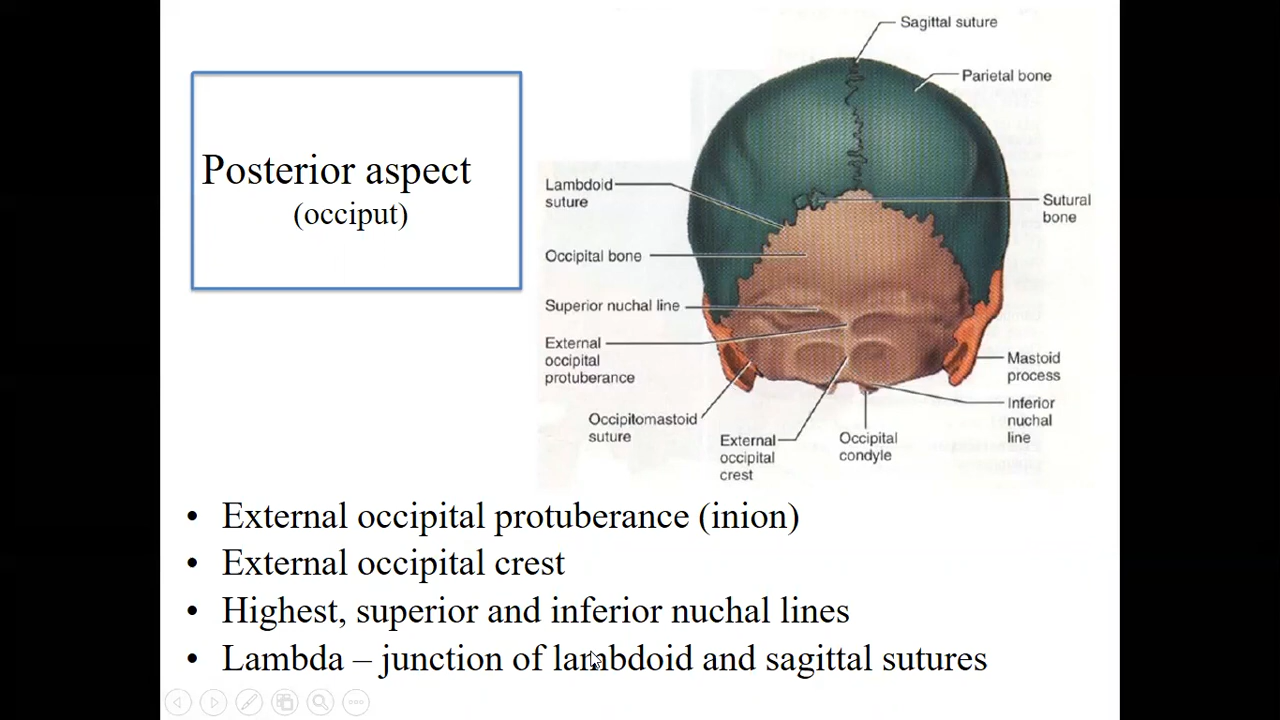 Posterior aspect
(occiput)
Sagittal suture
Parietal bone
Lambdoid
suture
Sutural
bone
Occipital bone
Superior nuchal line
External
occipital
protuberance
Mastoid
process
Inferior
nuchal
line
Occipitomastoid
suture
External
occipital
crest
Occipital
condyle
• External occipital protuberance (inion)
• External occipital crest
• Highest, superior and inferior nuchal lines
• Lambda – junction of lambdoid and sagittal sutures